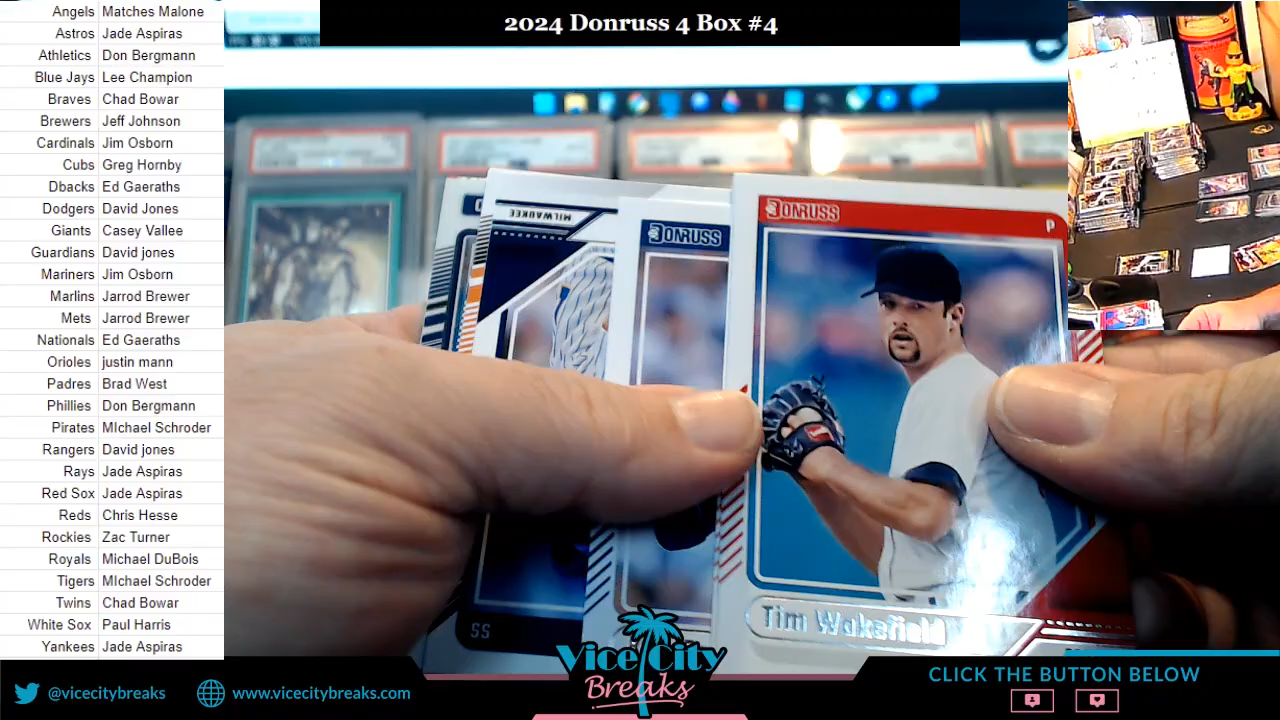 2024 Donruss 4 Box #4
Angels Matches Malone
Astros Jade Aspiras
Athletics Don Bergmann
Blue Jays Lee Champion
Braves Chad Bowar
Brewers Jeff Johnson
Cardinals Jim Osborn
Cubs Greg Hornby
Dbacks Ed Gaeraths
Dodgers David Jones
Giants Casey Vallee
Guardians David jones
Mariners Jim Osborn
Marlins Jarrod Brewer
Mets Jarrod Brewer
Nationals Ed Gaeraths
Orioles justin mann
Padres Brad West
Phillies Don Bergmann
Pirates MIchael Schroder
Rangers David jones
Rays Jade Aspiras
Red Sox Jade Aspiras
Reds Chris Hesse
Rockies Zac Turner
Royals Michael DuBois
Tigers MIchael Schroder
Twins Chad Bowar
White Sox Paul Harris
Yankees Jade Aspiras
MILWAUKEE
DONRUSS
DONRUSS
P
Tim Wakefield
SS
Vice City
Breaks
@vicecitybreaks
www.vicecitybreaks.com
CLICK THE BUTTON BELOW